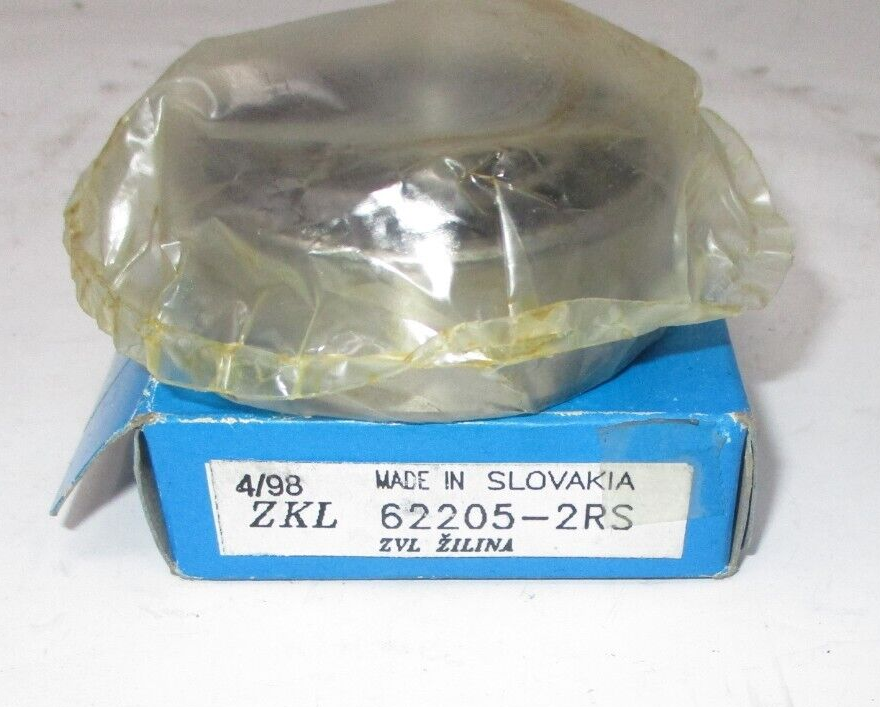 4/98 MADE IN SLOVAKIA
ZKL 62205-2RS
ZVL ŽILINA